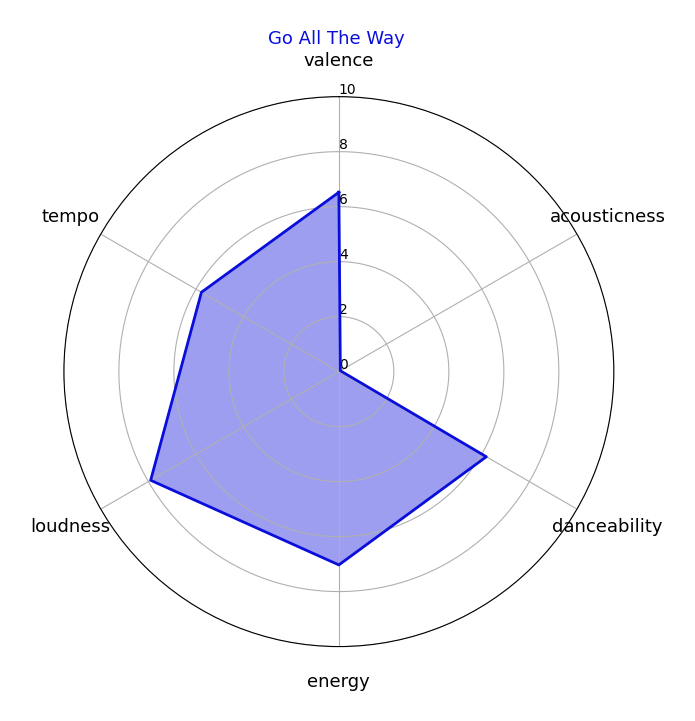 Go All The Way
valence
10
8
tempo
6
acousticness
4
2
0
loudness
danceability
energy